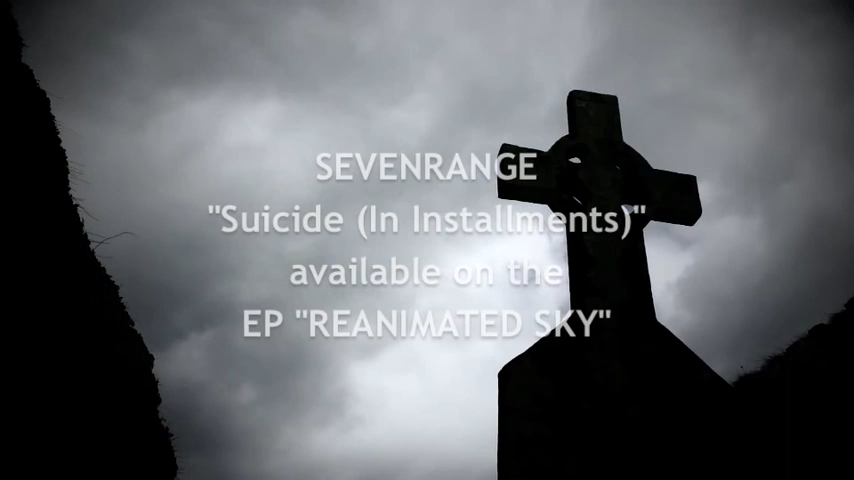 SEVENRANGE
"Suicide (In Installments)"
available on the
EP "REANIMATED SKY"